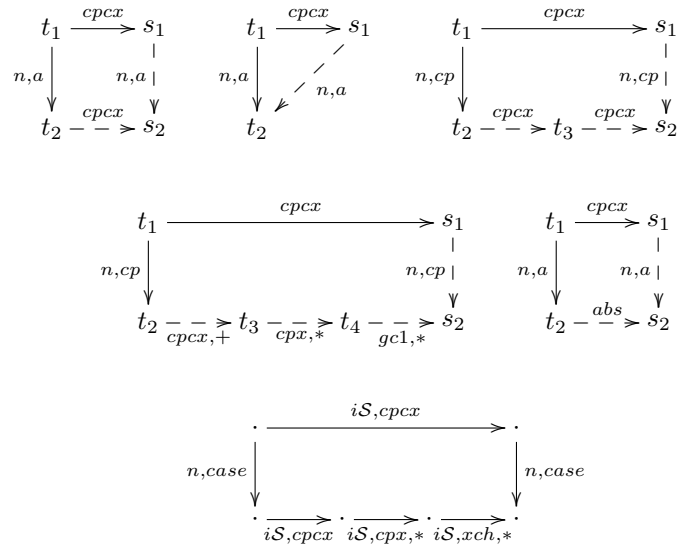 cpcx cpcx cpcx
t₁ s₁ t₁ s₁ t₁ s₁
n,a n,a n,a n,a n,cp n,cp
cpcx cpcx cpcx
t₂ s₂ t₂ t₂ t₃ s₂
cpcx cpcx
t₁ s₁ t₁ s₁
n,cp n,cp n,a n,a
abs
t₂ t₃ t₄ s₂ t₂ s₂
cpcx,+ cpx,* gc1,*
iS,cpcx
· ·
n,case n,case
· · · ·
iS,cpcx iS,cpx,* iS,xch,*